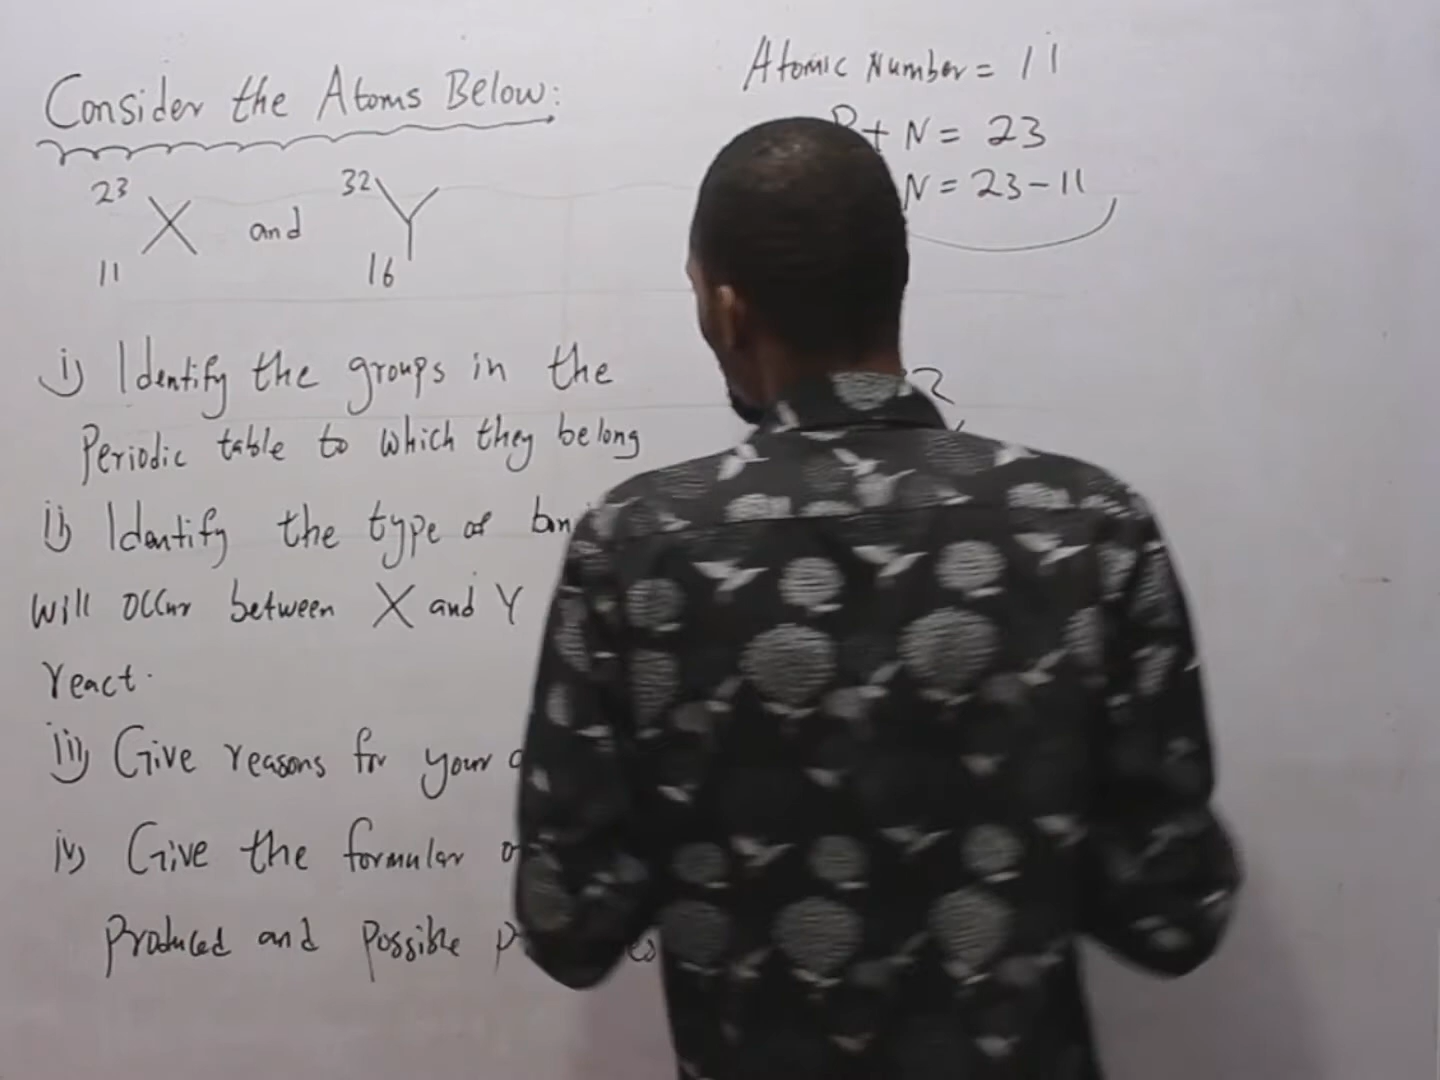 Consider the Atoms Below:
23 X 11 and 32 Y 16
i) Identify the groups in the
Periodic table to which they belong
ii) Identify the type of
will occur between X and Y
react.
iii) Give reasons for your
iv) Give the formular
Produced and Possible
Atomic Number = 11
+ N = 23
N = 23-11